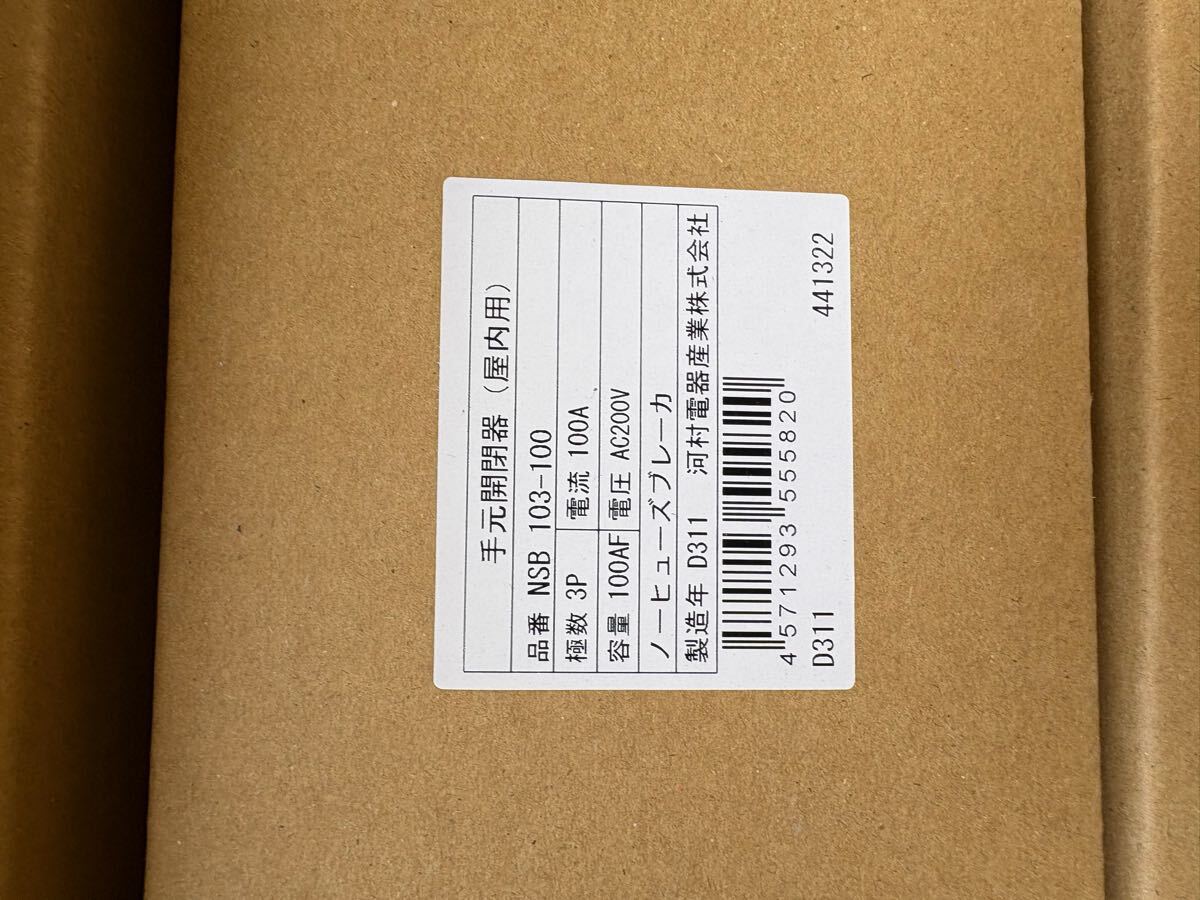 手元開閉器（屋内用）
品番 NSB 103-100
極数 3P 電流 100A
容量 100AF 電圧 AC200V
ノーヒューズブレーカ
製造年 D311 河村電器産業株式会社
4571293 555820
D311 441322